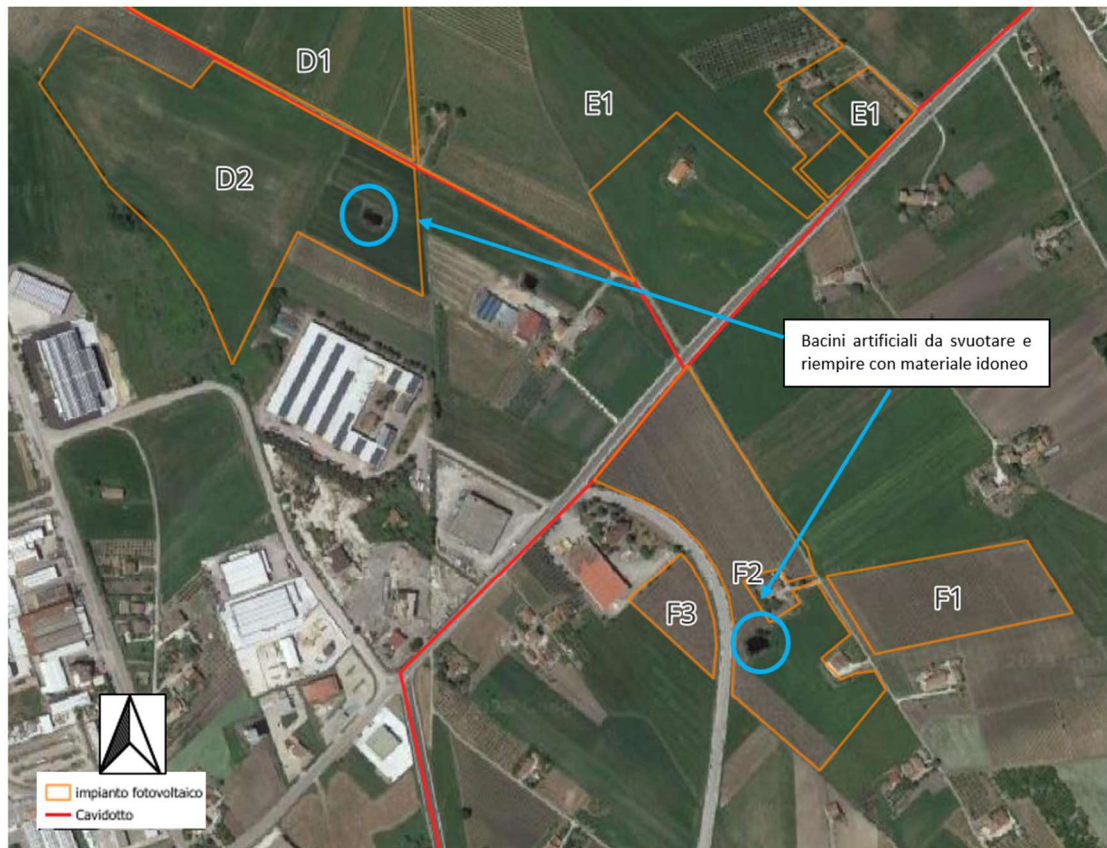 D1
E1
E1
D2
Bacini artificiali da svuotare e
riempire con materiale idoneo
F2
F1
F3
impianto fotovoltaico
Cavidotto